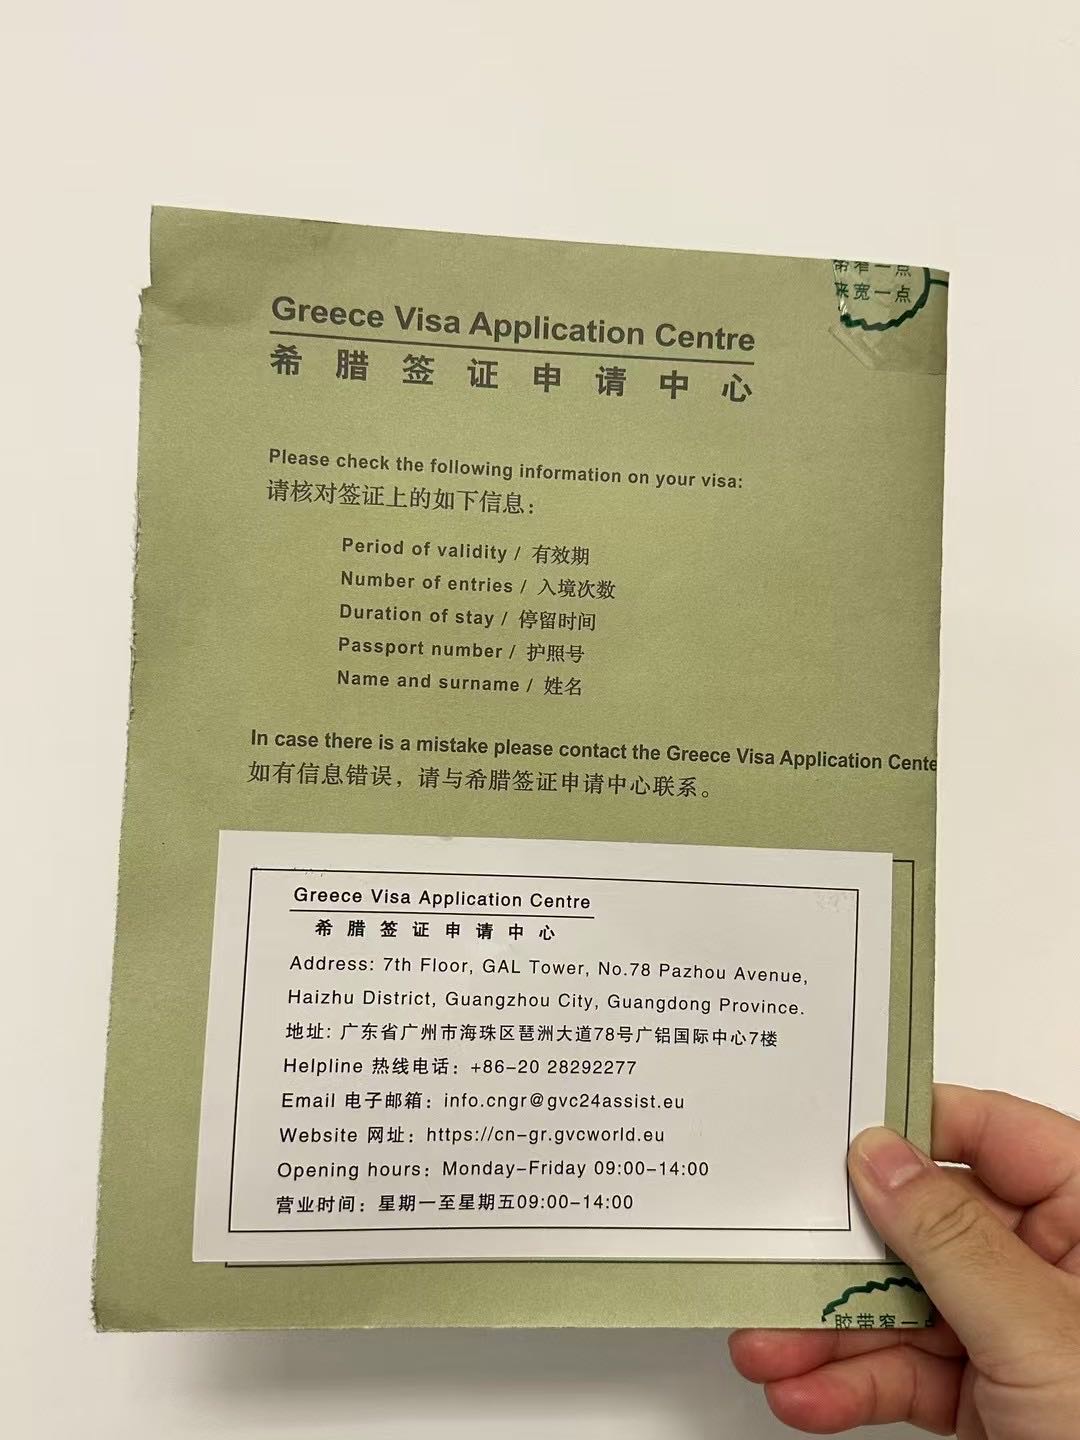 带窄一点
来宽一点
Greece Visa Application Centre
希腊签证申请中心
Please check the following information on your visa:
请核对签证上的如下信息：
Period of validity / 有效期
Number of entries / 入境次数
Duration of stay / 停留时间
Passport number / 护照号
Name and surname / 姓名
In case there is a mistake please contact the Greece Visa Application Cente
如有信息错误，请与希腊签证申请中心联系。
Greece Visa Application Centre
希腊签证申请中心
Address: 7th Floor, GAL Tower, No.78 Pazhou Avenue,
Haizhu District, Guangzhou City, Guangdong Province.
地址: 广东省广州市海珠区琶洲大道78号广铝国际中心7楼
Helpline 热线电话：+86-20 28292277
Email 电子邮箱：info.cngr@gvc24assist.eu
Website 网址：https://cn-gr.gvcworld.eu
Opening hours：Monday-Friday 09:00-14:00
营业时间：星期一至星期五09:00-14:00
胶带窄一点